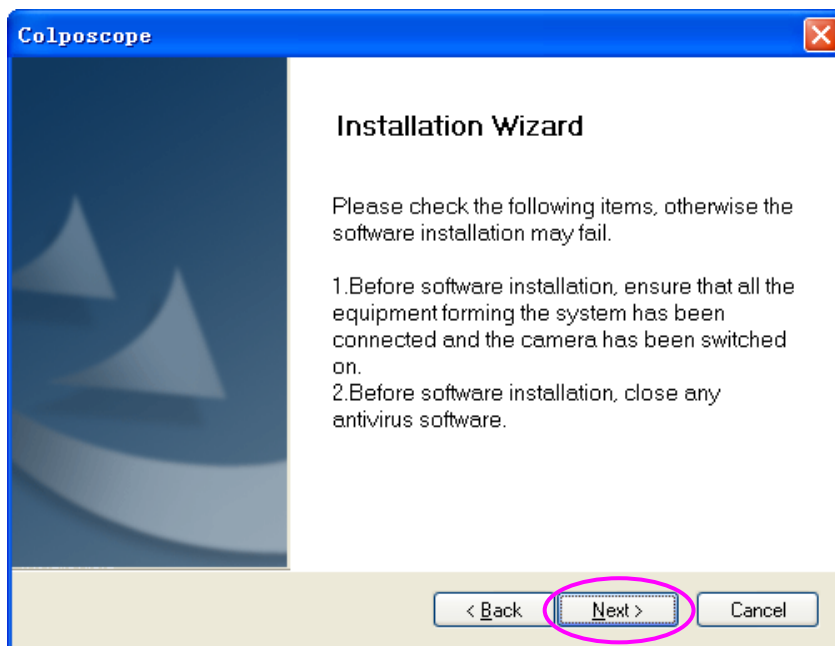 Colposcope
Installation Wizard
Please check the following items, otherwise the
software installation may fail.
1.Before software installation, ensure that all the
equipment forming the system has been
connected and the camera has been switched
on.
2.Before software installation, close any
antivirus software.
< Back Next > Cancel